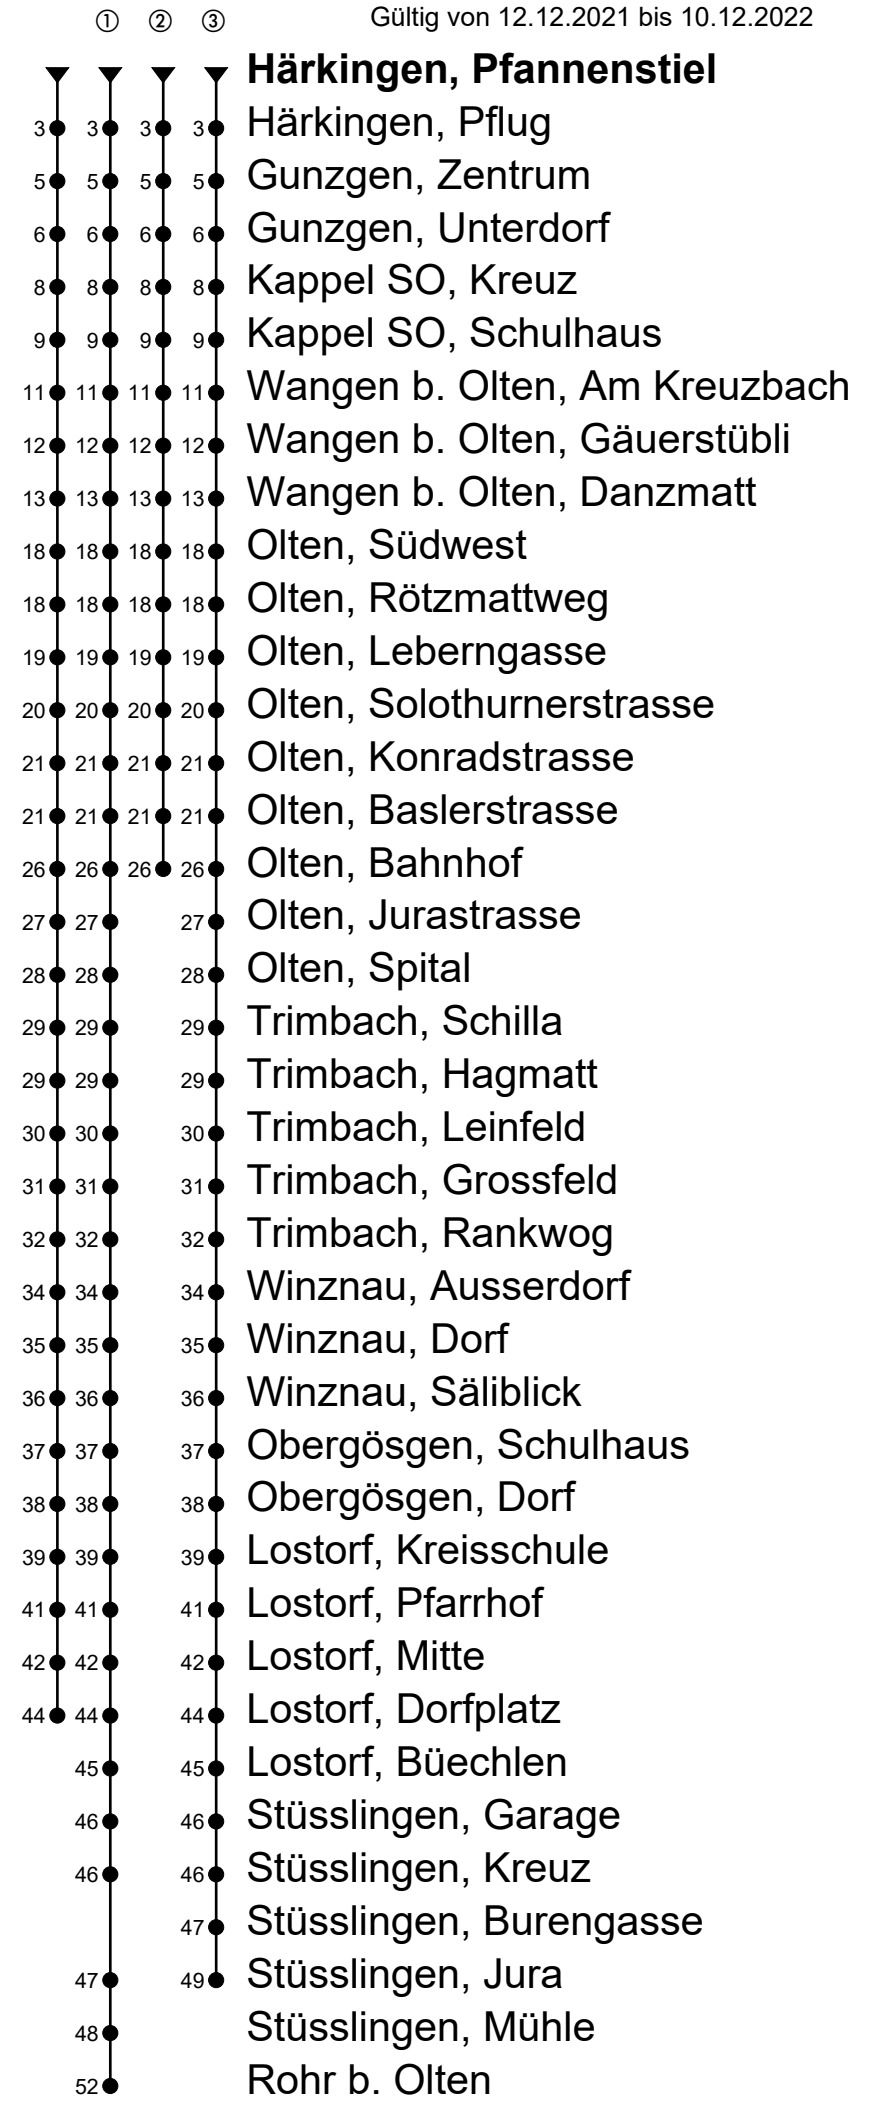 ① ② ③ Gültig von 12.12.2021 bis 10.12.2022
Härkingen, Pfannenstiel
3 3 3 3 Härkingen, Pflug
5 5 5 5 Gunzgen, Zentrum
6 6 6 6 Gunzgen, Unterdorf
8 8 8 8 Kappel SO, Kreuz
9 9 9 9 Kappel SO, Schulhaus
11 11 11 11 Wangen b. Olten, Am Kreuzbach
12 12 12 12 Wangen b. Olten, Gäuerstübli
13 13 13 13 Wangen b. Olten, Danzmatt
18 18 18 18 Olten, Südwest
18 18 18 18 Olten, Rötzmattweg
19 19 19 19 Olten, Leberngasse
20 20 20 20 Olten, Solothurnerstrasse
21 21 21 21 Olten, Konradstrasse
21 21 21 21 Olten, Baslerstrasse
26 26 26 26 Olten, Bahnhof
27 27 27 Olten, Jurastrasse
28 28 28 Olten, Spital
29 29 29 Trimbach, Schilla
29 29 29 Trimbach, Hagmatt
30 30 30 Trimbach, Leinfeld
31 31 31 Trimbach, Grossfeld
32 32 32 Trimbach, Rankwog
34 34 34 Winznau, Ausserdorf
35 35 35 Winznau, Dorf
36 36 36 Winznau, Säliblick
37 37 37 Obergösgen, Schulhaus
38 38 38 Obergösgen, Dorf
39 39 39 Lostorf, Kreisschule
41 41 41 Lostorf, Pfarrhof
42 42 42 Lostorf, Mitte
44 44 44 Lostorf, Dorfplatz
45 45 Lostorf, Büechlen
46 46 Stüsslingen, Garage
46 46 Stüsslingen, Kreuz
47 Stüsslingen, Burengasse
47 49 Stüsslingen, Jura
48 Stüsslingen, Mühle
52 Rohr b. Olten